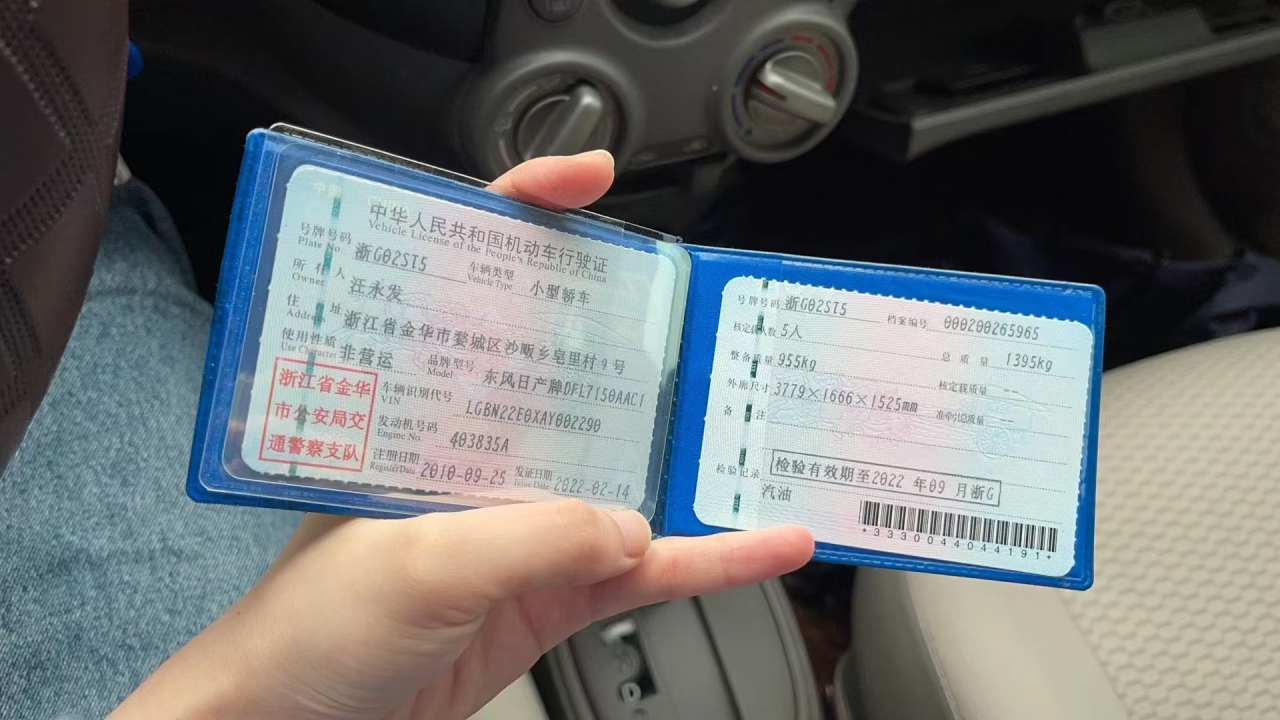 中华人民共和国机动车行驶证
Vehicle License of the People's Republic of China
号牌号码 浙G02ST5 车辆类型 小型轿车
Plate No. Vehicle Type
所有人 汪永发
Owner
住址 浙江省金华市婺城区沙畈乡皂里村9号
Address
使用性质 非营运 品牌型号 东风日产牌DFL7150AAC1
Use Character Model
浙江省金华
市公安局交
通警察支队
车辆识别代号 LGBN22E0XAY002290
VIN
发动机号码 403835A
Engine No.
注册日期 2010-09-25 发证日期 2022-02-14
Register Date Issue Date
号牌号码 浙G02ST5 档案编号 000200265965
核定载人数 5人 总质量 1395kg
整备质量 955kg 核定载质量 --
外廓尺寸 3779×1666×1525mm 准牵引总质量 --
备注
检验记录 检验有效期至2022年09月浙G
汽油
*3330044044191*